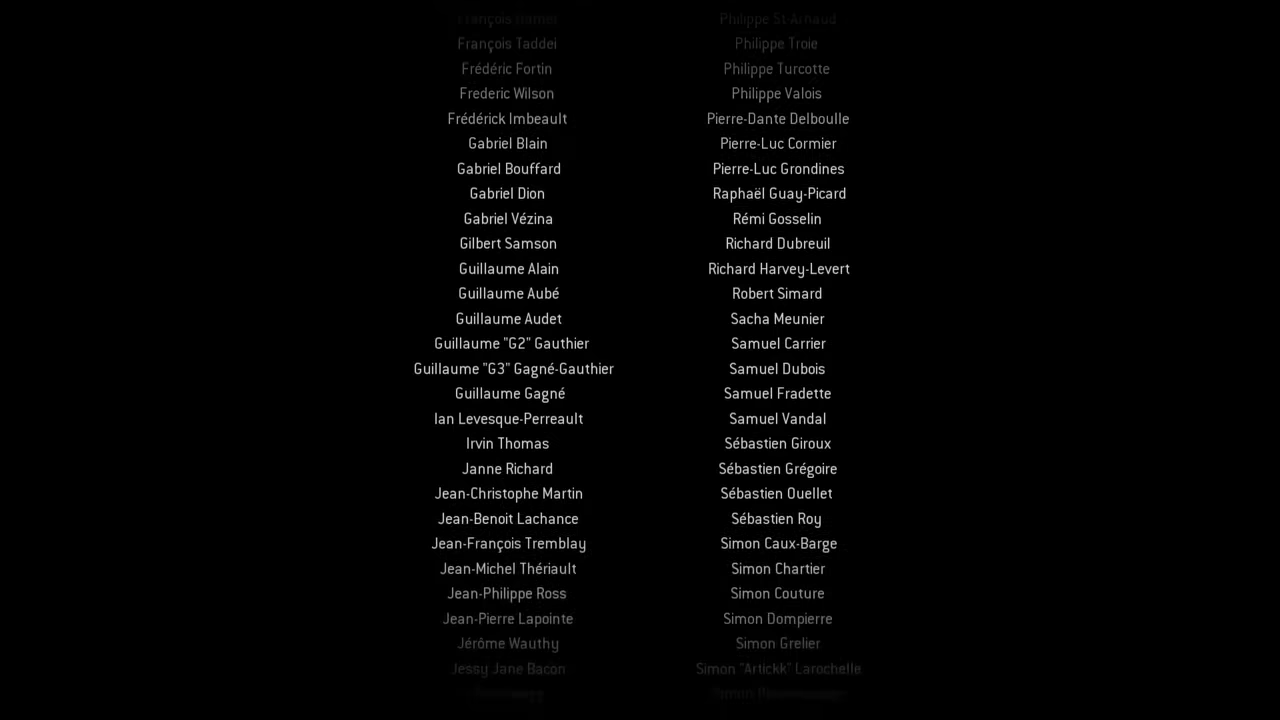 François Hamel
François Taddei
Frédéric Fortin
Frederic Wilson
Frédérick Imbeault
Gabriel Blain
Gabriel Bouffard
Gabriel Dion
Gabriel Vézina
Gilbert Samson
Guillaume Alain
Guillaume Aubé
Guillaume Audet
Guillaume "G2" Gauthier
Guillaume "G3" Gagné-Gauthier
Guillaume Gagné
Ian Levesque-Perreault
Irvin Thomas
Janne Richard
Jean-Christophe Martin
Jean-Benoit Lachance
Jean-François Tremblay
Jean-Michel Thériault
Jean-Philippe Ross
Jean-Pierre Lapointe
Jérôme Wauthy
Jessy Jane Bacon
Philippe St-Arnaud
Philippe Troie
Philippe Turcotte
Philippe Valois
Pierre-Dante Delboulle
Pierre-Luc Cormier
Pierre-Luc Grondines
Raphaël Guay-Picard
Rémi Gosselin
Richard Dubreuil
Richard Harvey-Levert
Robert Simard
Sacha Meunier
Samuel Carrier
Samuel Dubois
Samuel Fradette
Samuel Vandal
Sébastien Giroux
Sébastien Grégoire
Sébastien Ouellet
Sébastien Roy
Simon Caux-Barge
Simon Chartier
Simon Couture
Simon Dompierre
Simon Grelier
Simon "Artickk" Larochelle
Simon